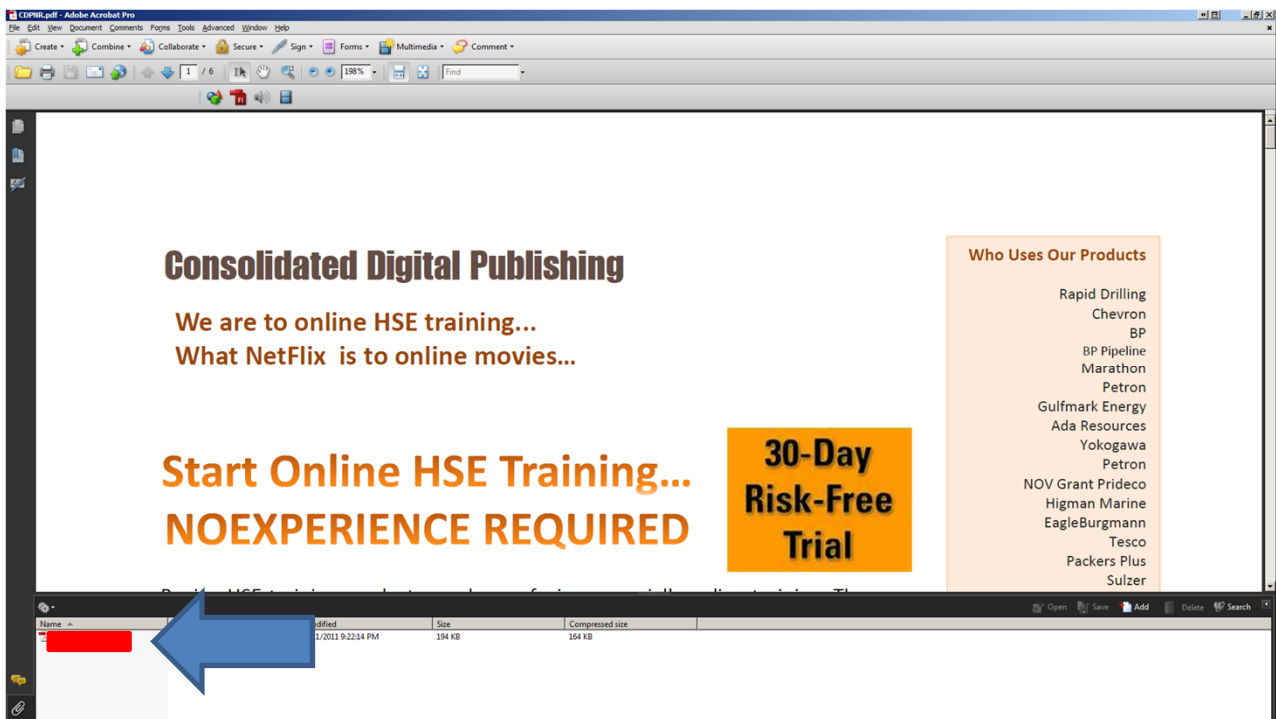 CDPNR.pdf - Adobe Acrobat Pro
File Edit View Document Comments Forms Tools Advanced Window Help
Create Combine Collaborate Secure Sign Forms Multimedia Comment
1 / 6 198% Find
Consolidated Digital Publishing
We are to online HSE training...
What NetFlix is to online movies...
Start Online HSE Training...
NOEXPERIENCE REQUIRED
30-Day
Risk-Free
Trial
Who Uses Our Products
Rapid Drilling
Chevron
BP
BP Pipeline
Marathon
Petron
Gulfmark Energy
Ada Resources
Yokogawa
Petron
NOV Grant Prideco
Higman Marine
EagleBurgmann
Tesco
Packers Plus
Sulzer
Open Save Add Delete Search
Name Size Compressed size
1/2011 9:22:14 PM 194 KB 164 KB